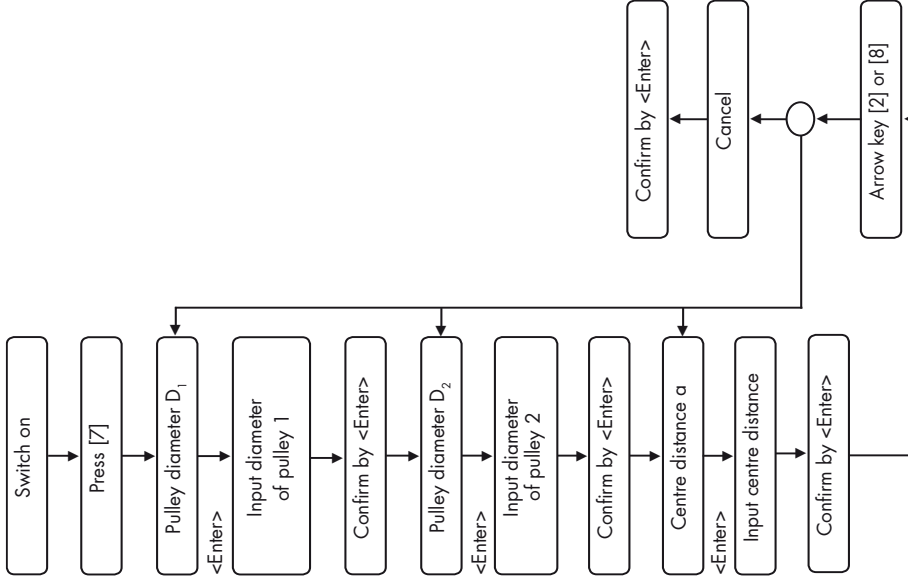 Switch on
Press [7]
Pulley diameter D₁
<Enter>
Input diameter
of pulley 1
Confirm by <Enter>
Pulley diameter D₂
<Enter>
Input diameter
of pulley 2
Confirm by <Enter>
Centre distance a
<Enter>
Input centre distance
Confirm by <Enter>
Arrow key [2] or [8]
Cancel
Confirm by <Enter>